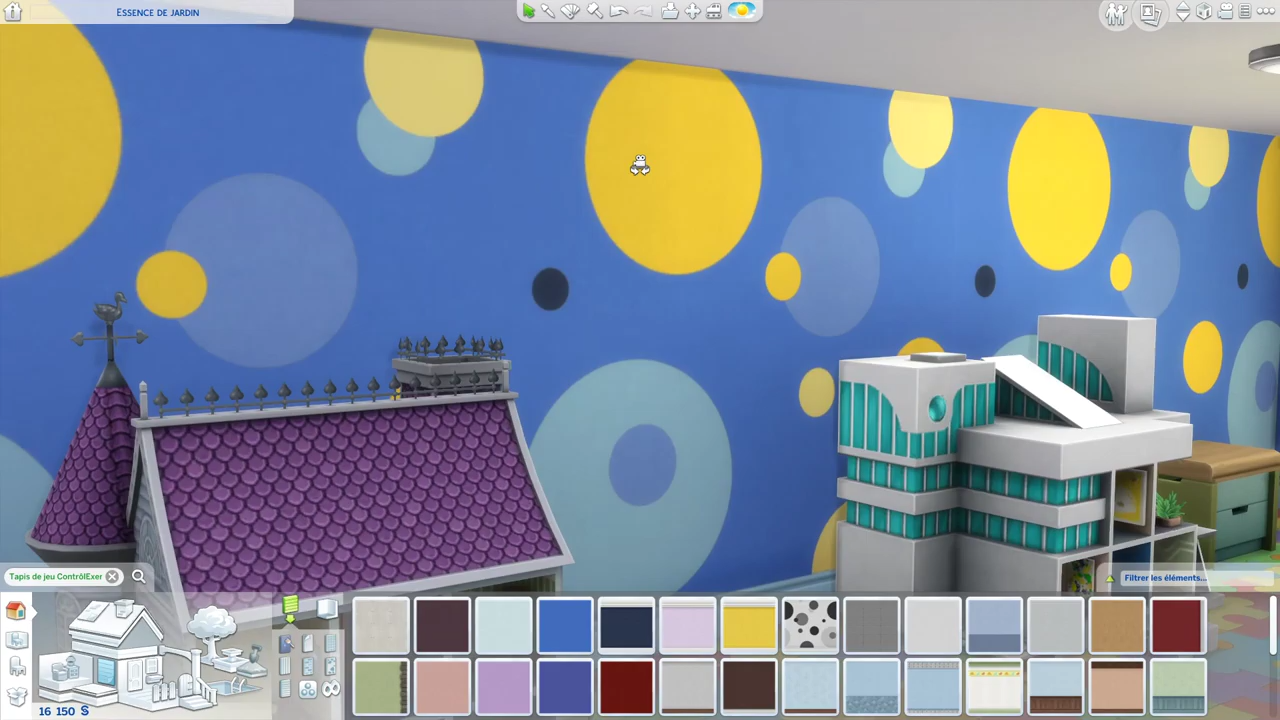 Essence de jardin
Tapis de jeu ContrôlExer
Filtrer les éléments...
16 150 §